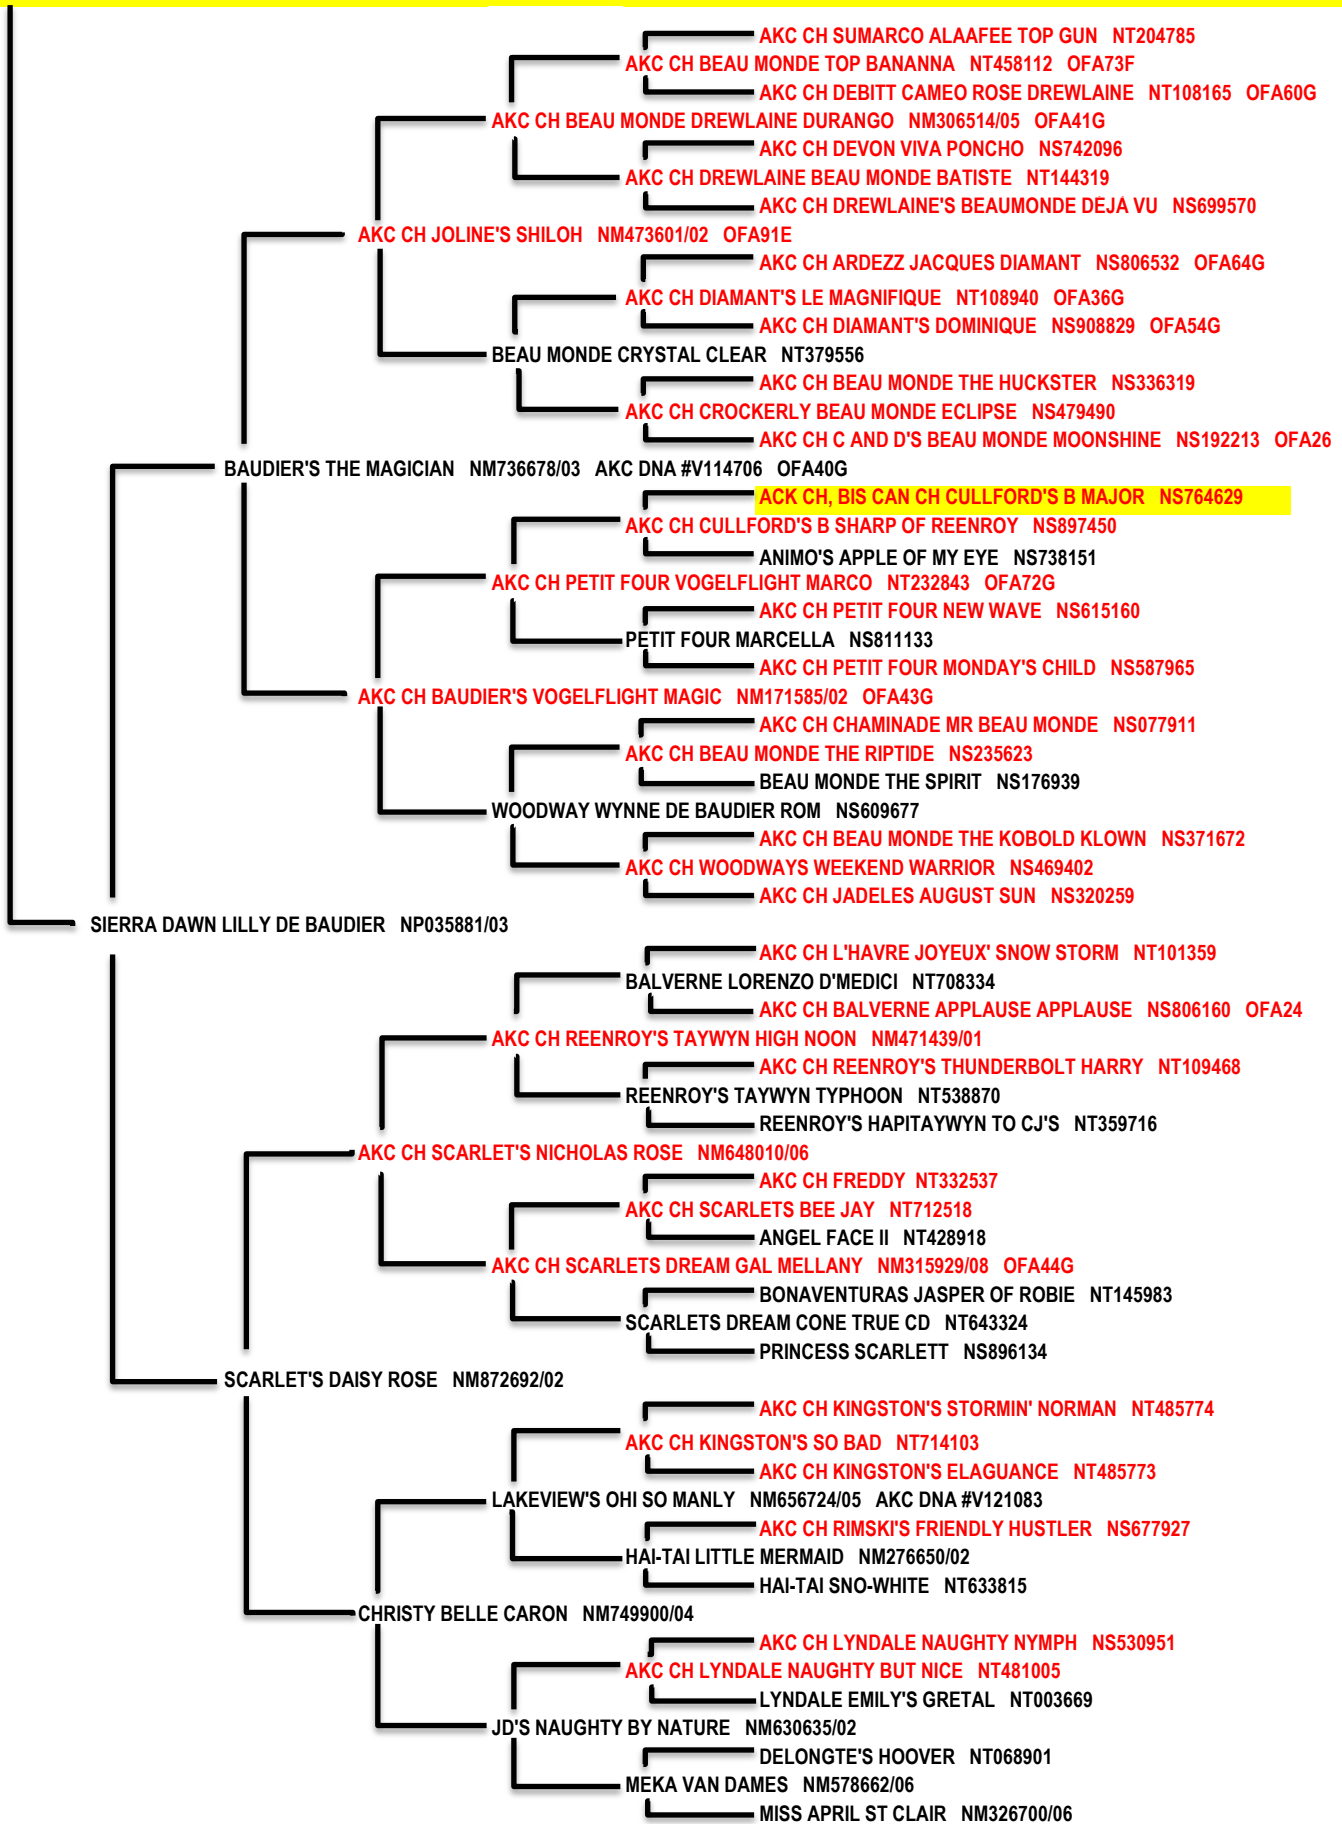 AKC CH SUMARCO ALAAFEE TOP GUN NT204785
AKC CH BEAU MONDE TOP BANANNA NT458112 OFA73F
AKC CH DEBITT CAMEO ROSE DREWLAINE NT108165 OFA60G
AKC CH BEAU MONDE DREWLAINE DURANGO NM306514/05 OFA41G
AKC CH DEVON VIVA PONCHO NS742096
AKC CH DREWLAINE BEAU MONDE BATISTE NT144319
AKC CH DREWLAINE'S BEAUMONDE DEJA VU NS699570
AKC CH JOLINE'S SHILOH NM473601/02 OFA91E
AKC CH ARDEZZ JACQUES DIAMANT NS806532 OFA64G
AKC CH DIAMANT'S LE MAGNIFIQUE NT108940 OFA36G
AKC CH DIAMANT'S DOMINIQUE NS908829 OFA54G
BEAU MONDE CRYSTAL CLEAR NT379556
AKC CH BEAU MONDE THE HUCKSTER NS336319
AKC CH CROCKERLY BEAU MONDE ECLIPSE NS479490
AKC CH C AND D'S BEAU MONDE MOONSHINE NS192213 OFA26
BAUDIER'S THE MAGICIAN NM736678/03 AKC DNA #V114706 OFA40G
ACK CH, BIS CAN CH CULLFORD'S B MAJOR NS764629
AKC CH CULLFORD'S B SHARP OF REENROY NS897450
ANIMO'S APPLE OF MY EYE NS738151
AKC CH PETIT FOUR VOGELFLIGHT MARCO NT232843 OFA72G
AKC CH PETIT FOUR NEW WAVE NS615160
PETIT FOUR MARCELLA NS811133
AKC CH PETIT FOUR MONDAY'S CHILD NS587965
AKC CH BAUDIER'S VOGELFLIGHT MAGIC NM171585/02 OFA43G
AKC CH CHAMINADE MR BEAU MONDE NS077911
AKC CH BEAU MONDE THE RIPTIDE NS235623
BEAU MONDE THE SPIRIT NS176939
WOODWAY WYNNE DE BAUDIER ROM NS609677
AKC CH BEAU MONDE THE KOBOLD KLOWN NS371672
AKC CH WOODWAYS WEEKEND WARRIOR NS469402
AKC CH JADELES AUGUST SUN NS320259
SIERRA DAWN LILLY DE BAUDIER NP035881/03
AKC CH L'HAVRE JOYEUX' SNOW STORM NT101359
BALVERNE LORENZO D'MEDICI NT708334
AKC CH BALVERNE APPLAUSE APPLAUSE NS806160 OFA24
AKC CH REENROY'S TAYWYN HIGH NOON NM471439/01
AKC CH REENROY'S THUNDERBOLT HARRY NT109468
REENROY'S TAYWYN TYPHOON NT538870
REENROY'S HAPITAYWYN TO CJ'S NT359716
AKC CH SCARLET'S NICHOLAS ROSE NM648010/06
AKC CH FREDDY NT332537
AKC CH SCARLETS BEE JAY NT712518
ANGEL FACE II NT428918
AKC CH SCARLETS DREAM GAL MELLANY NM315929/08 OFA44G
BONAVENTURAS JASPER OF ROBIE NT145983
SCARLETS DREAM CONE TRUE CD NT643324
PRINCESS SCARLETT NS896134
SCARLET'S DAISY ROSE NM872692/02
AKC CH KINGSTON'S STORMIN' NORMAN NT485774
AKC CH KINGSTON'S SO BAD NT714103
AKC CH KINGSTON'S ELAGUANCE NT485773
LAKEVIEW'S OHI SO MANLY NM656724/05 AKC DNA #V121083
AKC CH RIMSKI'S FRIENDLY HUSTLER NS677927
HAI-TAI LITTLE MERMAID NM276650/02
HAI-TAI SNO-WHITE NT633815
CHRISTY BELLE CARON NM749900/04
AKC CH LYNDALE NAUGHTY NYMPH NS530951
AKC CH LYNDALE NAUGHTY BUT NICE NT481005
LYNDALE EMILY'S GRETAL NT003669
JD'S NAUGHTY BY NATURE NM630635/02
DELONGTE'S HOOVER NT068901
MEKA VAN DAMES NM578662/06
MISS APRIL ST CLAIR NM326700/06